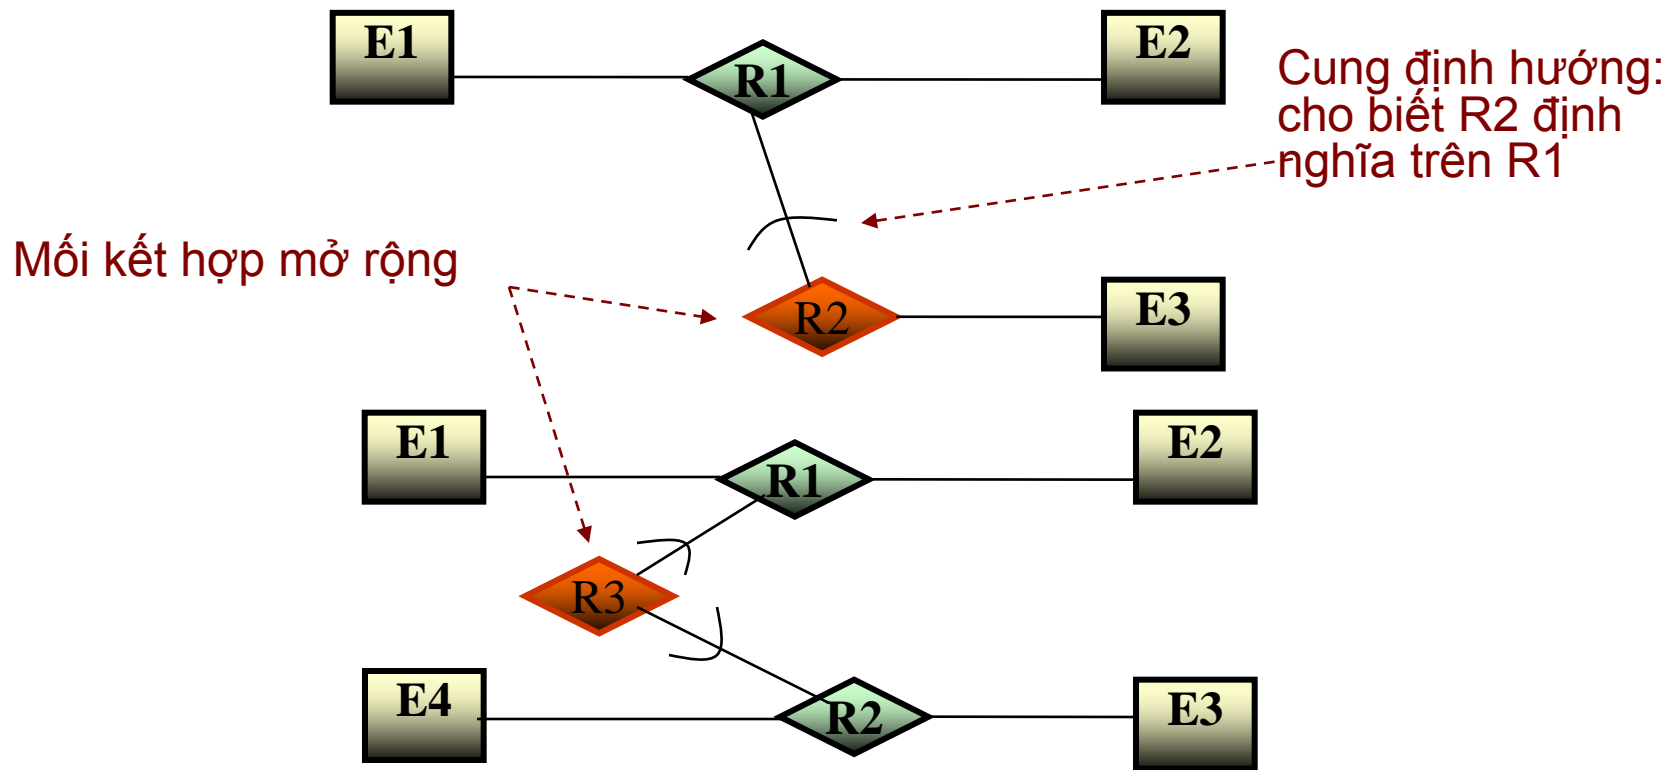 E1
R1
E2
Cung định hướng:
cho biết R2 định
nghĩa trên R1
Mối kết hợp mở rộng
R2
E3
E1
R1
E2
R3
E4
R2
E3